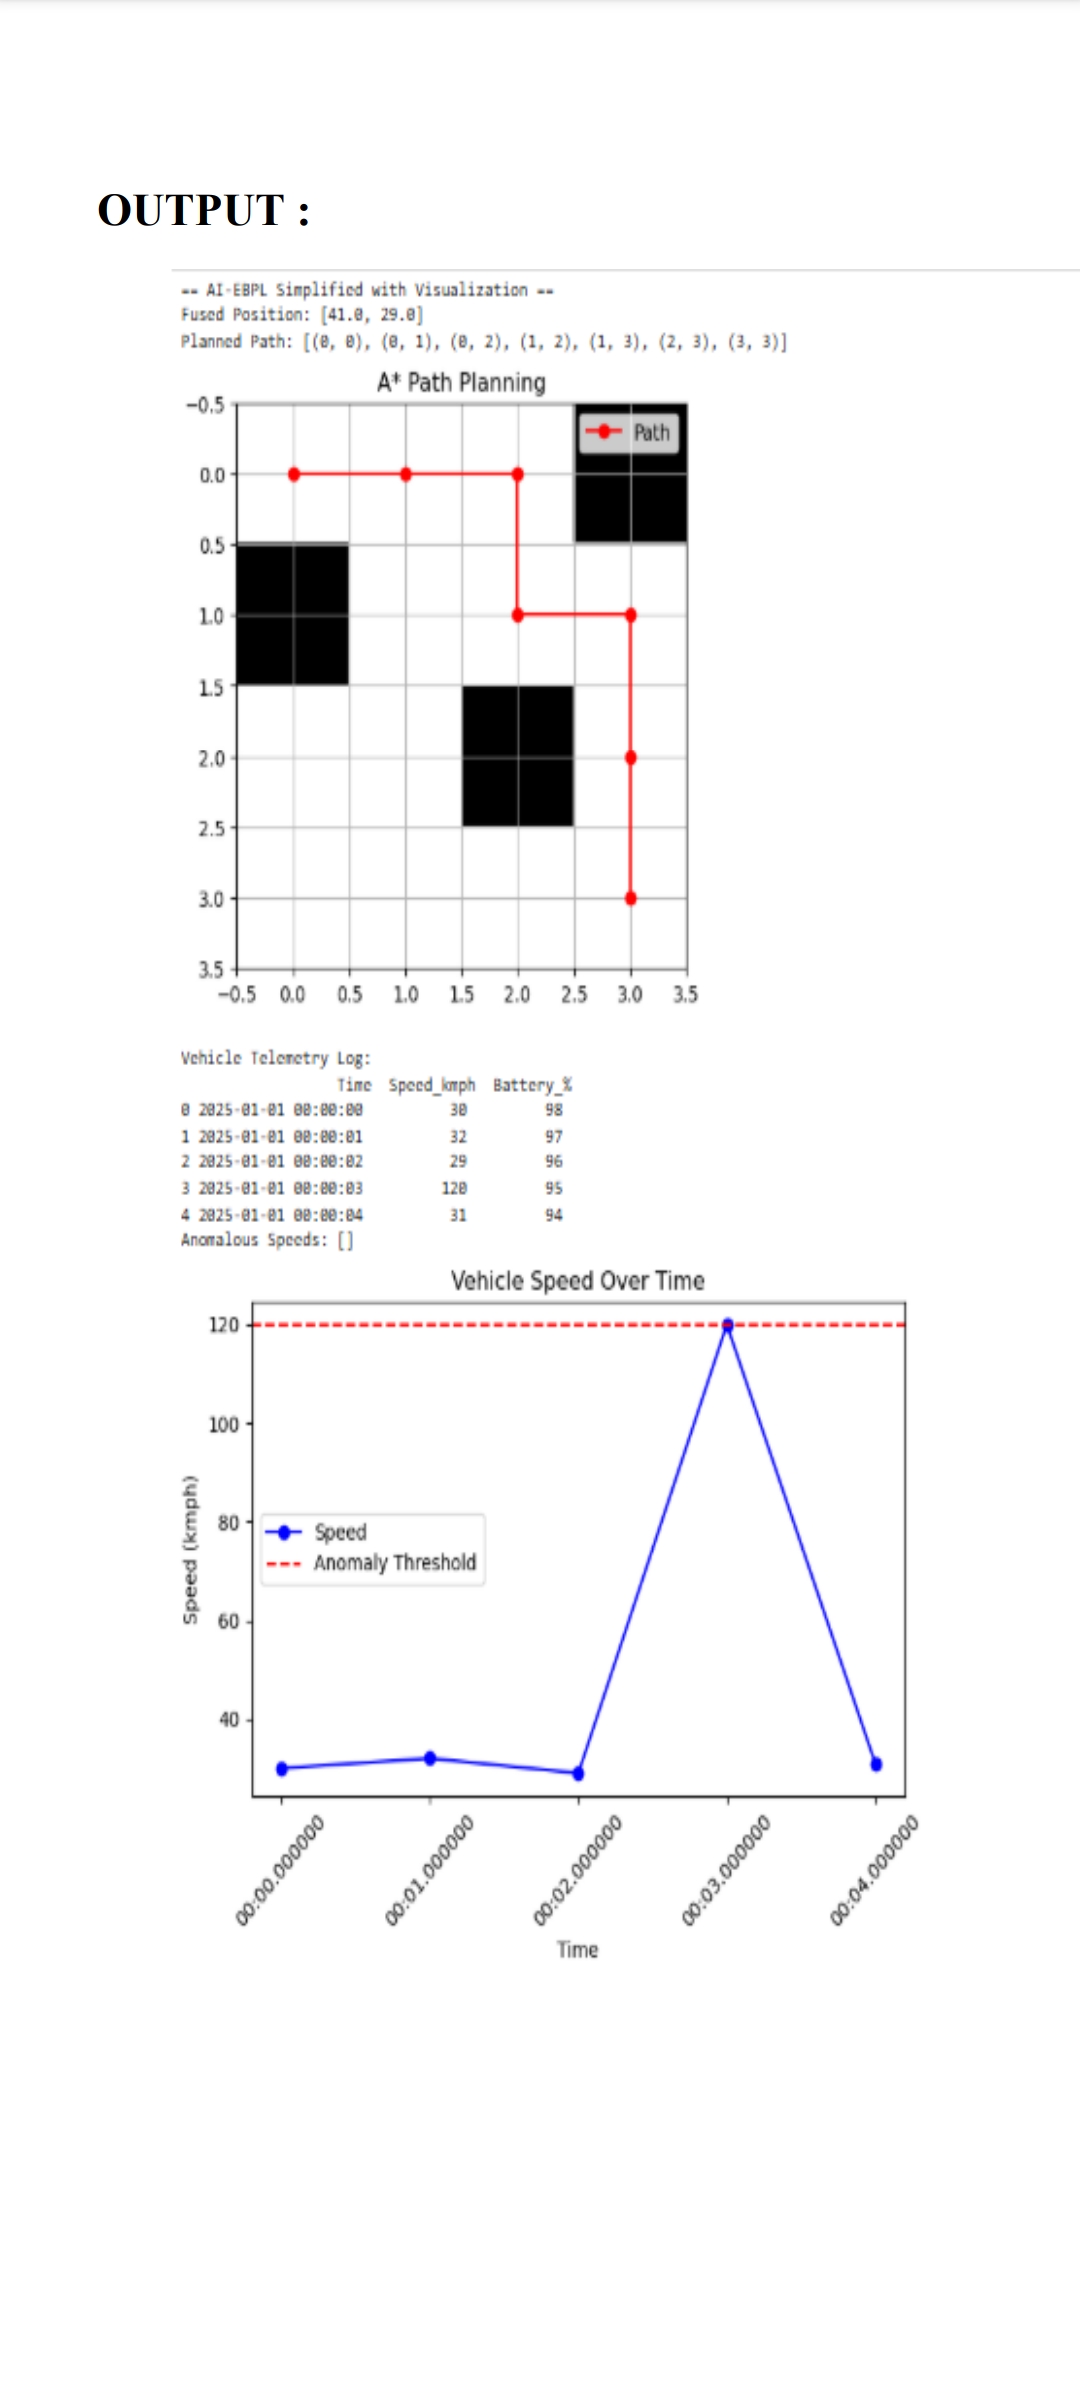 OUTPUT :
-- AI-EBPL Simplified with Visualization --
Fused Position: [41.0, 29.0]
Planned Path: [(0, 0), (0, 1), (0, 2), (1, 2), (1, 3), (2, 3), (3, 3)]
A* Path Planning
−0.5
Path
0.0
0.5
1.0
1.5
2.0
2.5
3.0
3.5
−0.5 0.0 0.5 1.0 1.5 2.0 2.5 3.0 3.5
Vehicle Telemetry Log:
Time Speed_kmph Battery_%
0 2025-01-01 00:00:00 30 98
1 2025-01-01 00:00:01 32 97
2 2025-01-01 00:00:02 29 96
3 2025-01-01 00:00:03 120 95
4 2025-01-01 00:00:04 31 94
Anomalous Speeds: []
Vehicle Speed Over Time
120
100
80
60
40
Speed (kmph)
Speed
Anomaly Threshold
00:00.000000 00:01.000000 00:02.000000 00:03.000000 00:04.000000
Time